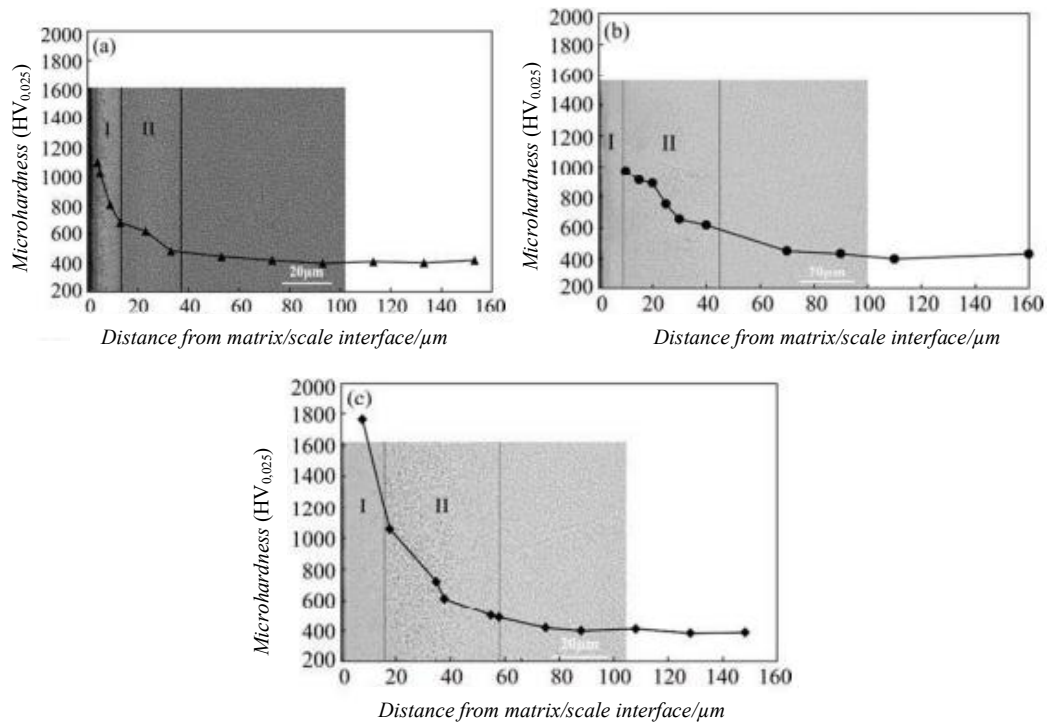 (a)
2000
1800
1600
1400
1200
1000
800
600
400
200
Microhardness (HV0,025)
I II
20μm
0 20 40 60 80 100 120 140 160
Distance from matrix/scale interface/μm
(b)
2000
1800
1600
1400
1200
1000
800
600
400
200
Microhardness (HV0,025)
I II
20μm
0 20 40 60 80 100 120 140 160
Distance from matrix/scale interface/μm
(c)
2000
1800
1600
1400
1200
1000
800
600
400
200
Microhardness (HV0,025)
I II
20μm
0 20 40 60 80 100 120 140 160
Distance from matrix/scale interface/μm